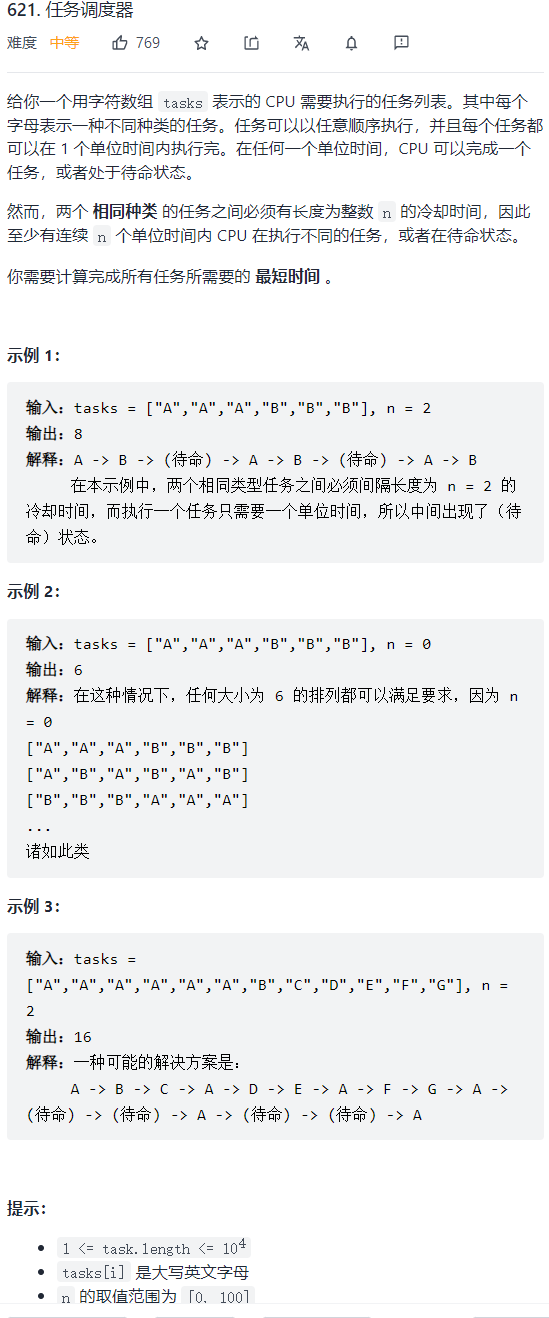 621. 任务调度器
难度 中等 769
给你一个用字符数组 tasks 表示的 CPU 需要执行的任务列表。其中每个
字母表示一种不同种类的任务。任务可以以任意顺序执行，并且每个任务都
可以在 1 个单位时间内执行完。在任何一个单位时间，CPU 可以完成一个
任务，或者处于待命状态。
然而，两个 相同种类 的任务之间必须有长度为整数 n 的冷却时间，因此
至少有连续 n 个单位时间内 CPU 在执行不同的任务，或者在待命状态。
你需要计算完成所有任务所需要的 最短时间 。
示例 1：
输入：tasks = ["A","A","A","B","B","B"], n = 2
输出：8
解释：A -> B -> (待命) -> A -> B -> (待命) -> A -> B
在本示例中，两个相同类型任务之间必须间隔长度为 n = 2 的
冷却时间，而执行一个任务只需要一个单位时间，所以中间出现了（待
命）状态。
示例 2：
输入：tasks = ["A","A","A","B","B","B"], n = 0
输出：6
解释：在这种情况下，任何大小为 6 的排列都可以满足要求，因为 n
= 0
["A","A","A","B","B","B"]
["A","B","A","B","A","B"]
["B","B","B","A","A","A"]
...
诸如此类
示例 3：
输入：tasks =
["A","A","A","A","A","A","B","C","D","E","F","G"], n =
2
输出：16
解释：一种可能的解决方案是：
A -> B -> C -> A -> D -> E -> A -> F -> G -> A ->
(待命) -> (待命) -> A -> (待命) -> (待命) -> A
提示：
• 1 <= task.length <= 10⁴
• tasks[i] 是大写英文字母
• n 的取值范围为 [0, 100]